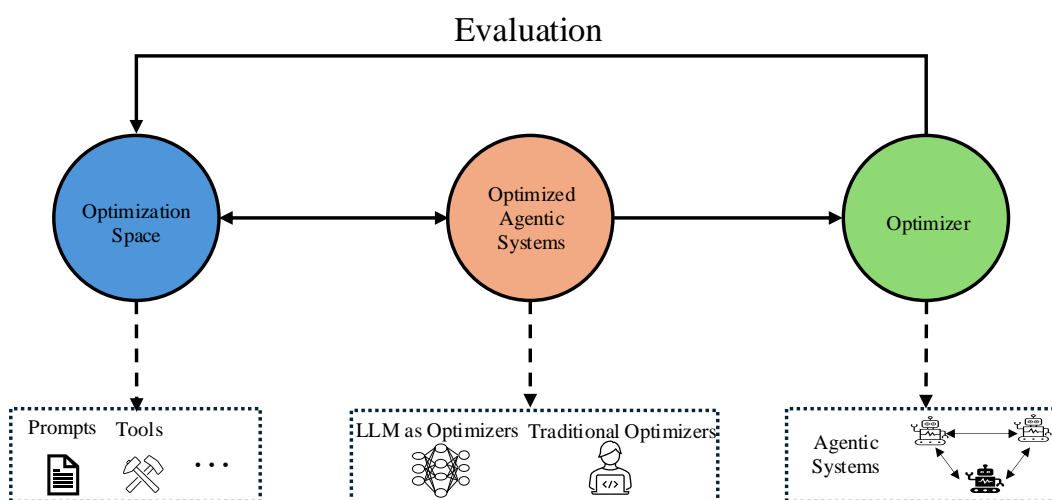 Evaluation
Optimization
Space
Optimized
Agentic
Systems
Optimizer
Prompts
Tools
...
LLM as Optimizers
Traditional Optimizers
Agentic
Systems